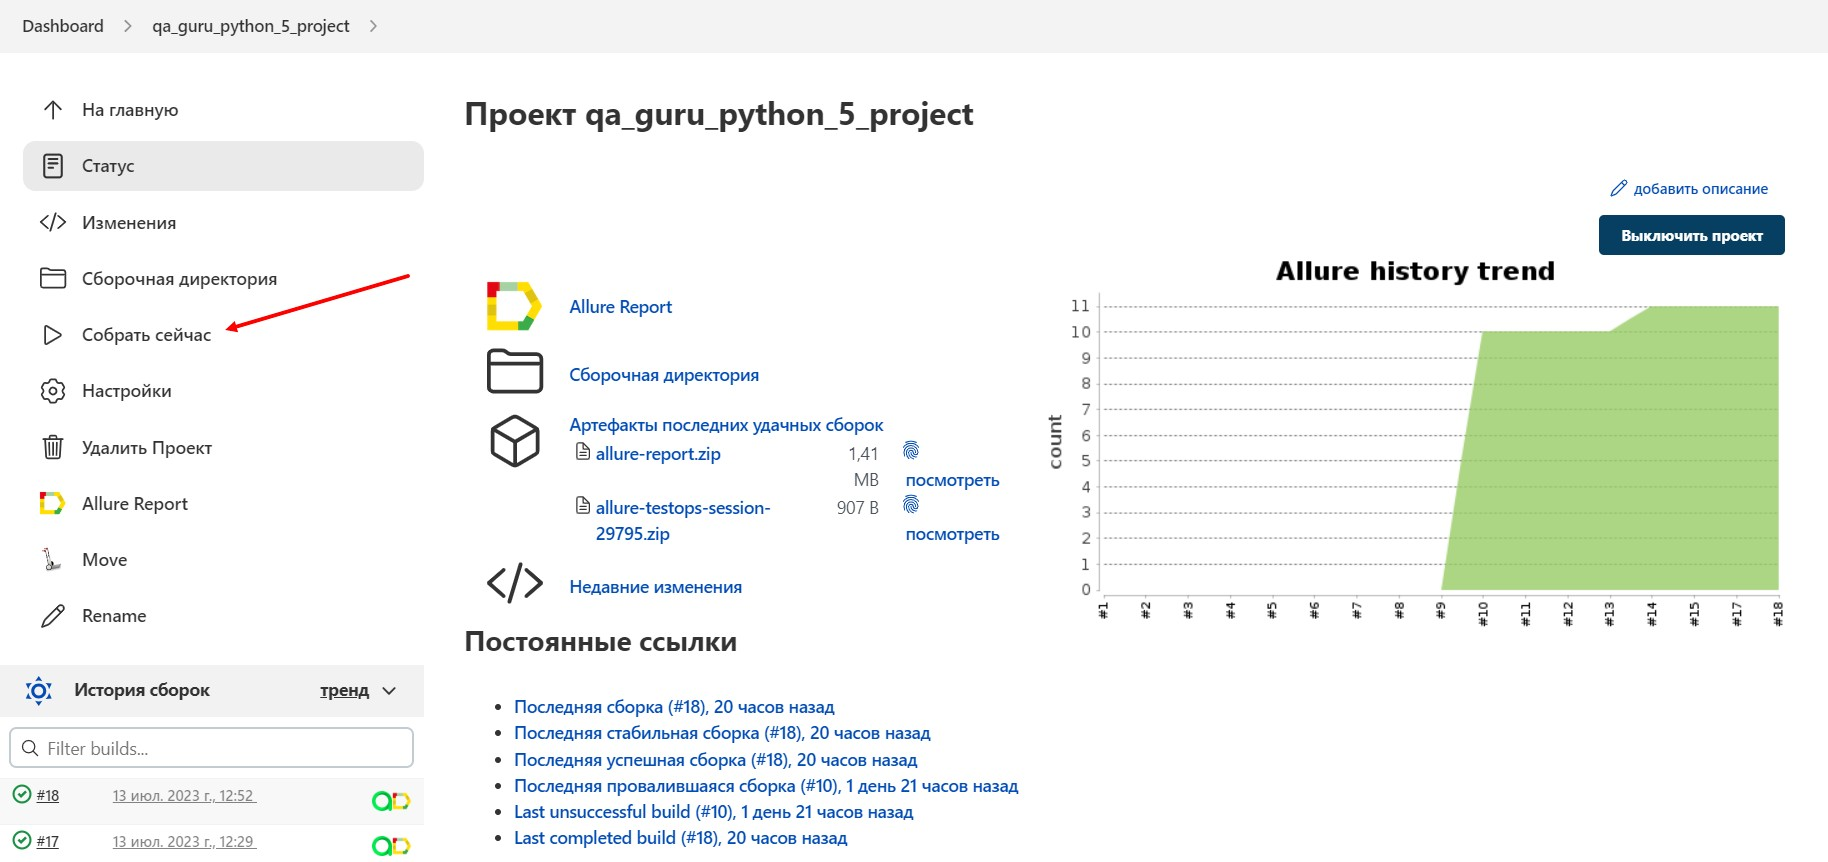 Dashboard
qa_guru_python_5_project
На главную
Статус
Изменения
Сборочная директория
Собрать сейчас
Настройки
Удалить Проект
Allure Report
Move
Rename
История сборок
тренд
Filter builds...
#18
13 июл. 2023 г., 12:52
#17
13 июл. 2023 г., 12:29
Проект qa_guru_python_5_project
добавить описание
Выключить проект
Allure Report
Сборочная директория
Артефакты последних удачных сборок
allure-report.zip
1,41
MB
посмотреть
allure-testops-session-
29795.zip
907 B
посмотреть
Недавние изменения
Allure history trend
count
11
10
9
8
7
6
5
4
3
2
1
0
#1
#2
#3
#4
#5
#6
#7
#8
#9
#10
#11
#12
#13
#14
#15
#17
#18
Постоянные ссылки
Последняя сборка (#18), 20 часов назад
Последняя стабильная сборка (#18), 20 часов назад
Последняя успешная сборка (#18), 20 часов назад
Последняя провалившаяся сборка (#10), 1 день 21 часов назад
Last unsuccessful build (#10), 1 день 21 часов назад
Last completed build (#18), 20 часов назад